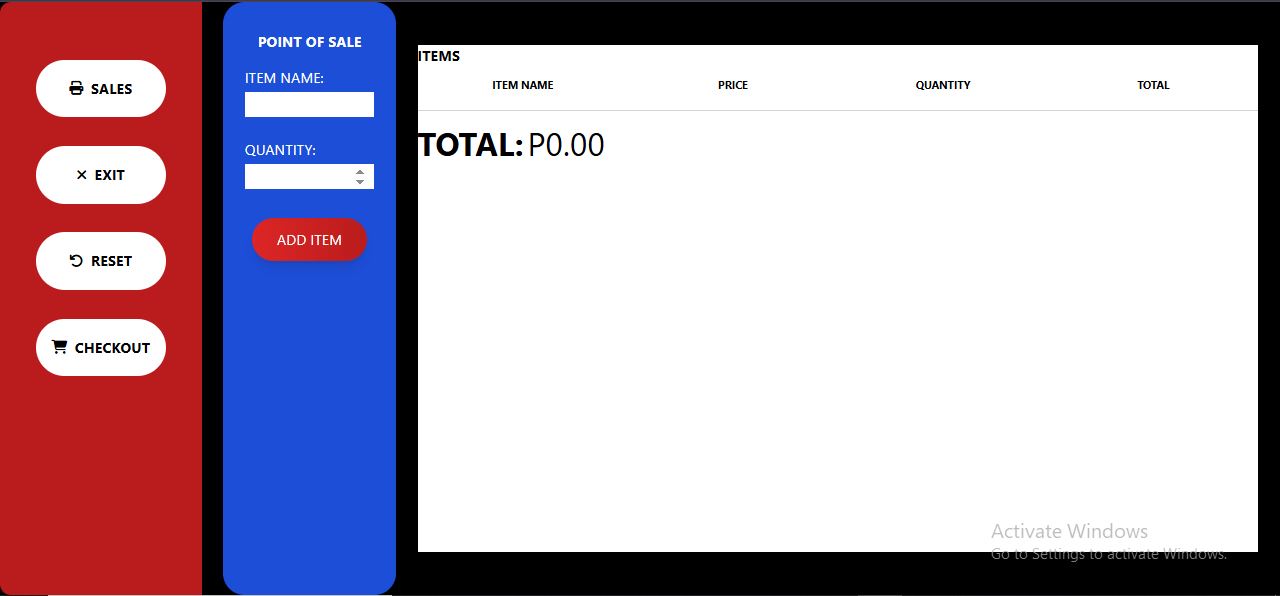 SALES
EXIT
RESET
CHECKOUT
POINT OF SALE
ITEM NAME:
QUANTITY:
ADD ITEM
ITEMS
ITEM NAME PRICE QUANTITY TOTAL
TOTAL: P0.00
Activate Windows
Go to Settings to activate Windows.